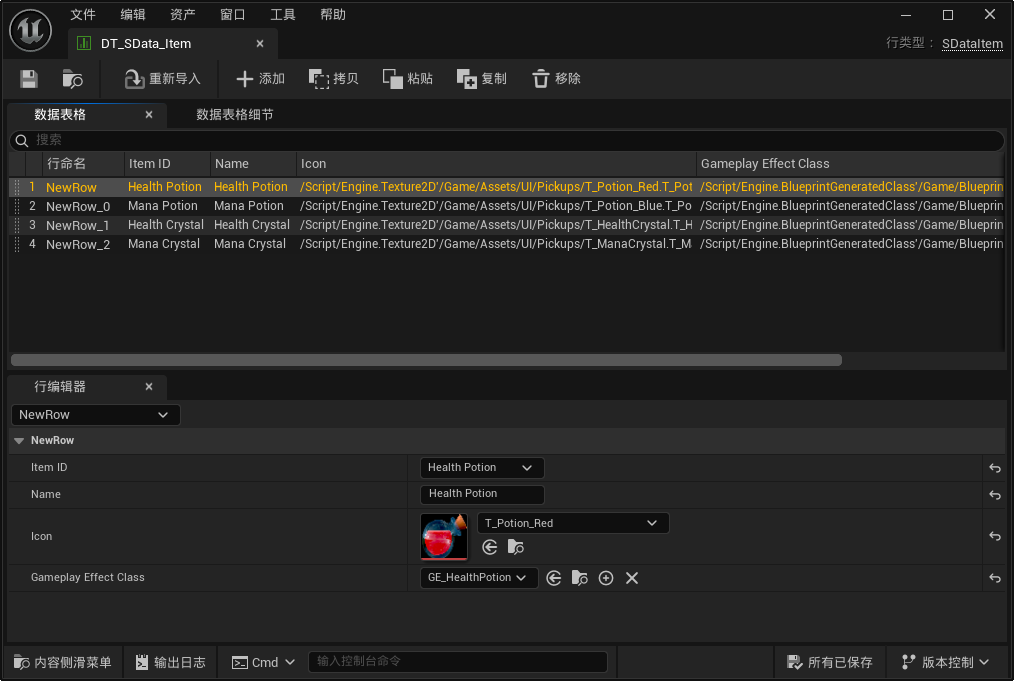 文件 编辑 资产 窗口 工具 帮助
DT_SData_Item
行类型： SDataItem
重新导入 添加 拷贝 粘贴 复制 移除
数据表格 数据表格细节
搜索
行命名 Item ID Name Icon Gameplay Effect Class
1 NewRow Health Potion Health Potion /Script/Engine.Texture2D'/Game/Assets/UI/Pickups/T_Potion_Red.T_Pot /Script/Engine.BlueprintGeneratedClass'/Game/Blueprin
2 NewRow_0 Mana Potion Mana Potion /Script/Engine.Texture2D'/Game/Assets/UI/Pickups/T_Potion_Blue.T_Po /Script/Engine.BlueprintGeneratedClass'/Game/Blueprin
3 NewRow_1 Health Crystal Health Crystal /Script/Engine.Texture2D'/Game/Assets/UI/Pickups/T_HealthCrystal.T_H /Script/Engine.BlueprintGeneratedClass'/Game/Blueprin
4 NewRow_2 Mana Crystal Mana Crystal /Script/Engine.Texture2D'/Game/Assets/UI/Pickups/T_ManaCrystal.T_Ma /Script/Engine.BlueprintGeneratedClass'/Game/Blueprin
行编辑器
NewRow
NewRow
Item ID Health Potion
Name Health Potion
Icon T_Potion_Red
Gameplay Effect Class GE_HealthPotion
内容侧滑菜单 输出日志 Cmd 输入控制台命令 所有已保存 版本控制